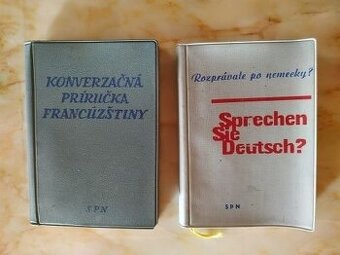 KONVERZAČNÁ
PRÍRUČKA
FRANCÚZŠTINY
SPN
Rozprávate po nemecky?
Sprechen
Sie
Deutsch?
SPN